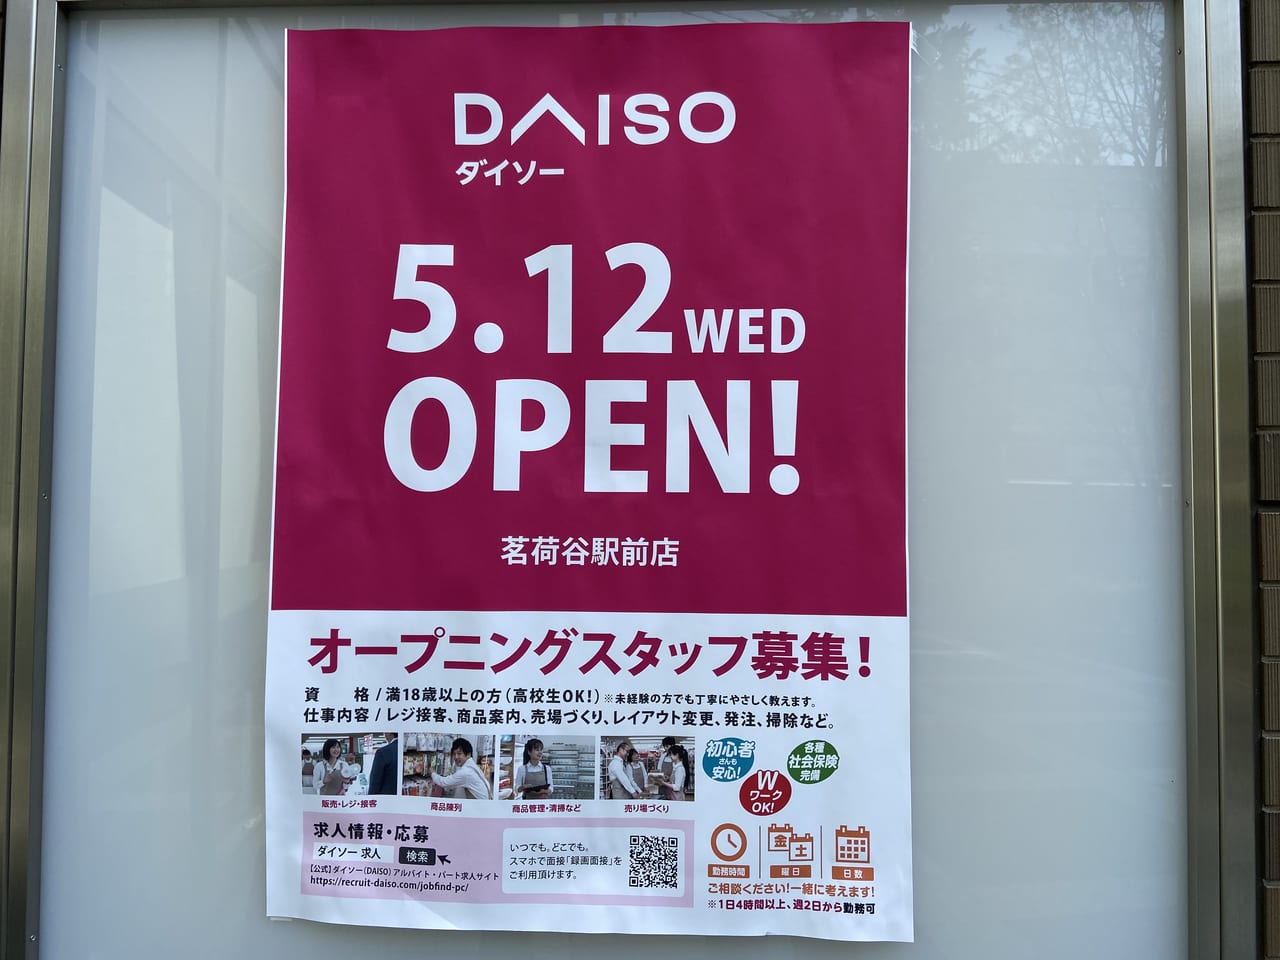 DAISO
ダイソー
5.12 WED
OPEN!
茗荷谷駅前店
オープニングスタッフ募集!
資　格 / 満18歳以上の方(高校生OK!) ※未経験の方でも丁寧にやさしく教えます。
仕事内容 / レジ接客、商品案内、売場づくり、レイアウト変更、発注、掃除など。
販売・レジ・接客
商品陳列
商品管理・清掃など
売り場づくり
初心者
さんも
安心!
Wワーク
OK!
各種
社会保険
完備
求人情報・応募
ダイソー 求人 検索
【公式】ダイソー(DAISO) アルバイト・パート求人サイト
https://recruit-daiso.com/jobfind-pc/
いつでも。どこでも。
スマホで面接「録画面接」を
ご利用頂けます。
金
土
勤務時間
曜日
日数
ご相談ください!一緒に考えます!
※1日4時間以上、週2日から勤務可